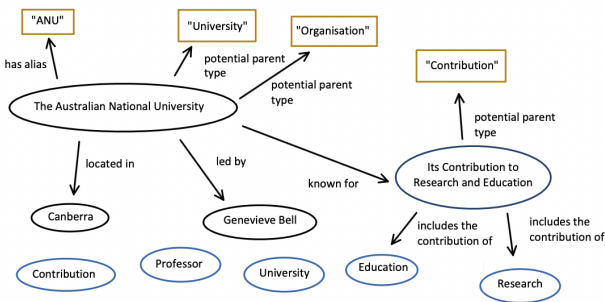 "ANU"
"University"
"Organisation"
"Contribution"
has alias
potential parent
type
potential parent
type
potential parent
type
The Australian National University
Its Contribution to
Research and Education
located in
led by
known for
Canberra
Genevieve Bell
includes the
contribution of
includes the
contribution of
Contribution
Professor
University
Education
Research